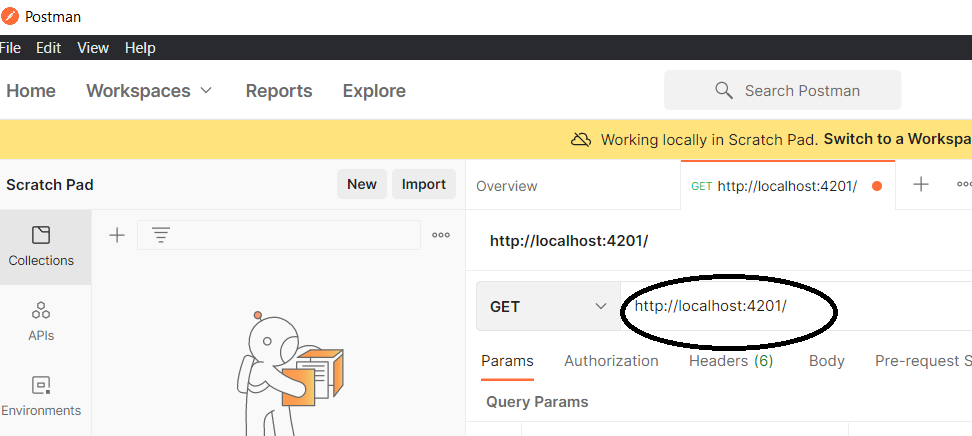 Postman
File Edit View Help
Home Workspaces Reports Explore Search Postman
Working locally in Scratch Pad. Switch to a Workspa
Scratch Pad New Import
Overview GET http://localhost:4201/
http://localhost:4201/
Collections
GET http://localhost:4201/
APIs
Params Authorization Headers (6) Body Pre-request S
Environments
Query Params